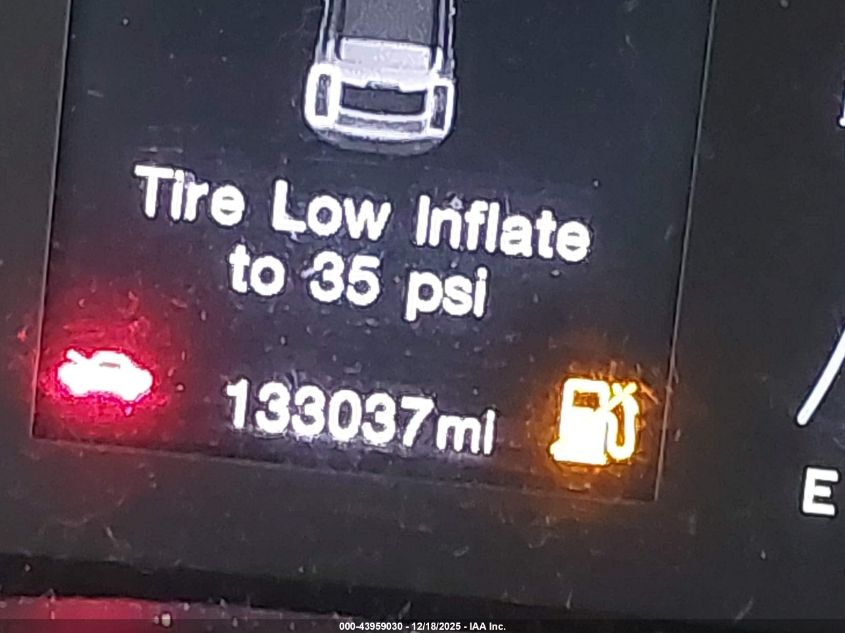 Tire Low Inflate
to 35 psi
133037mi
E
000-43959030 - 12/18/2025 - IAA Inc.